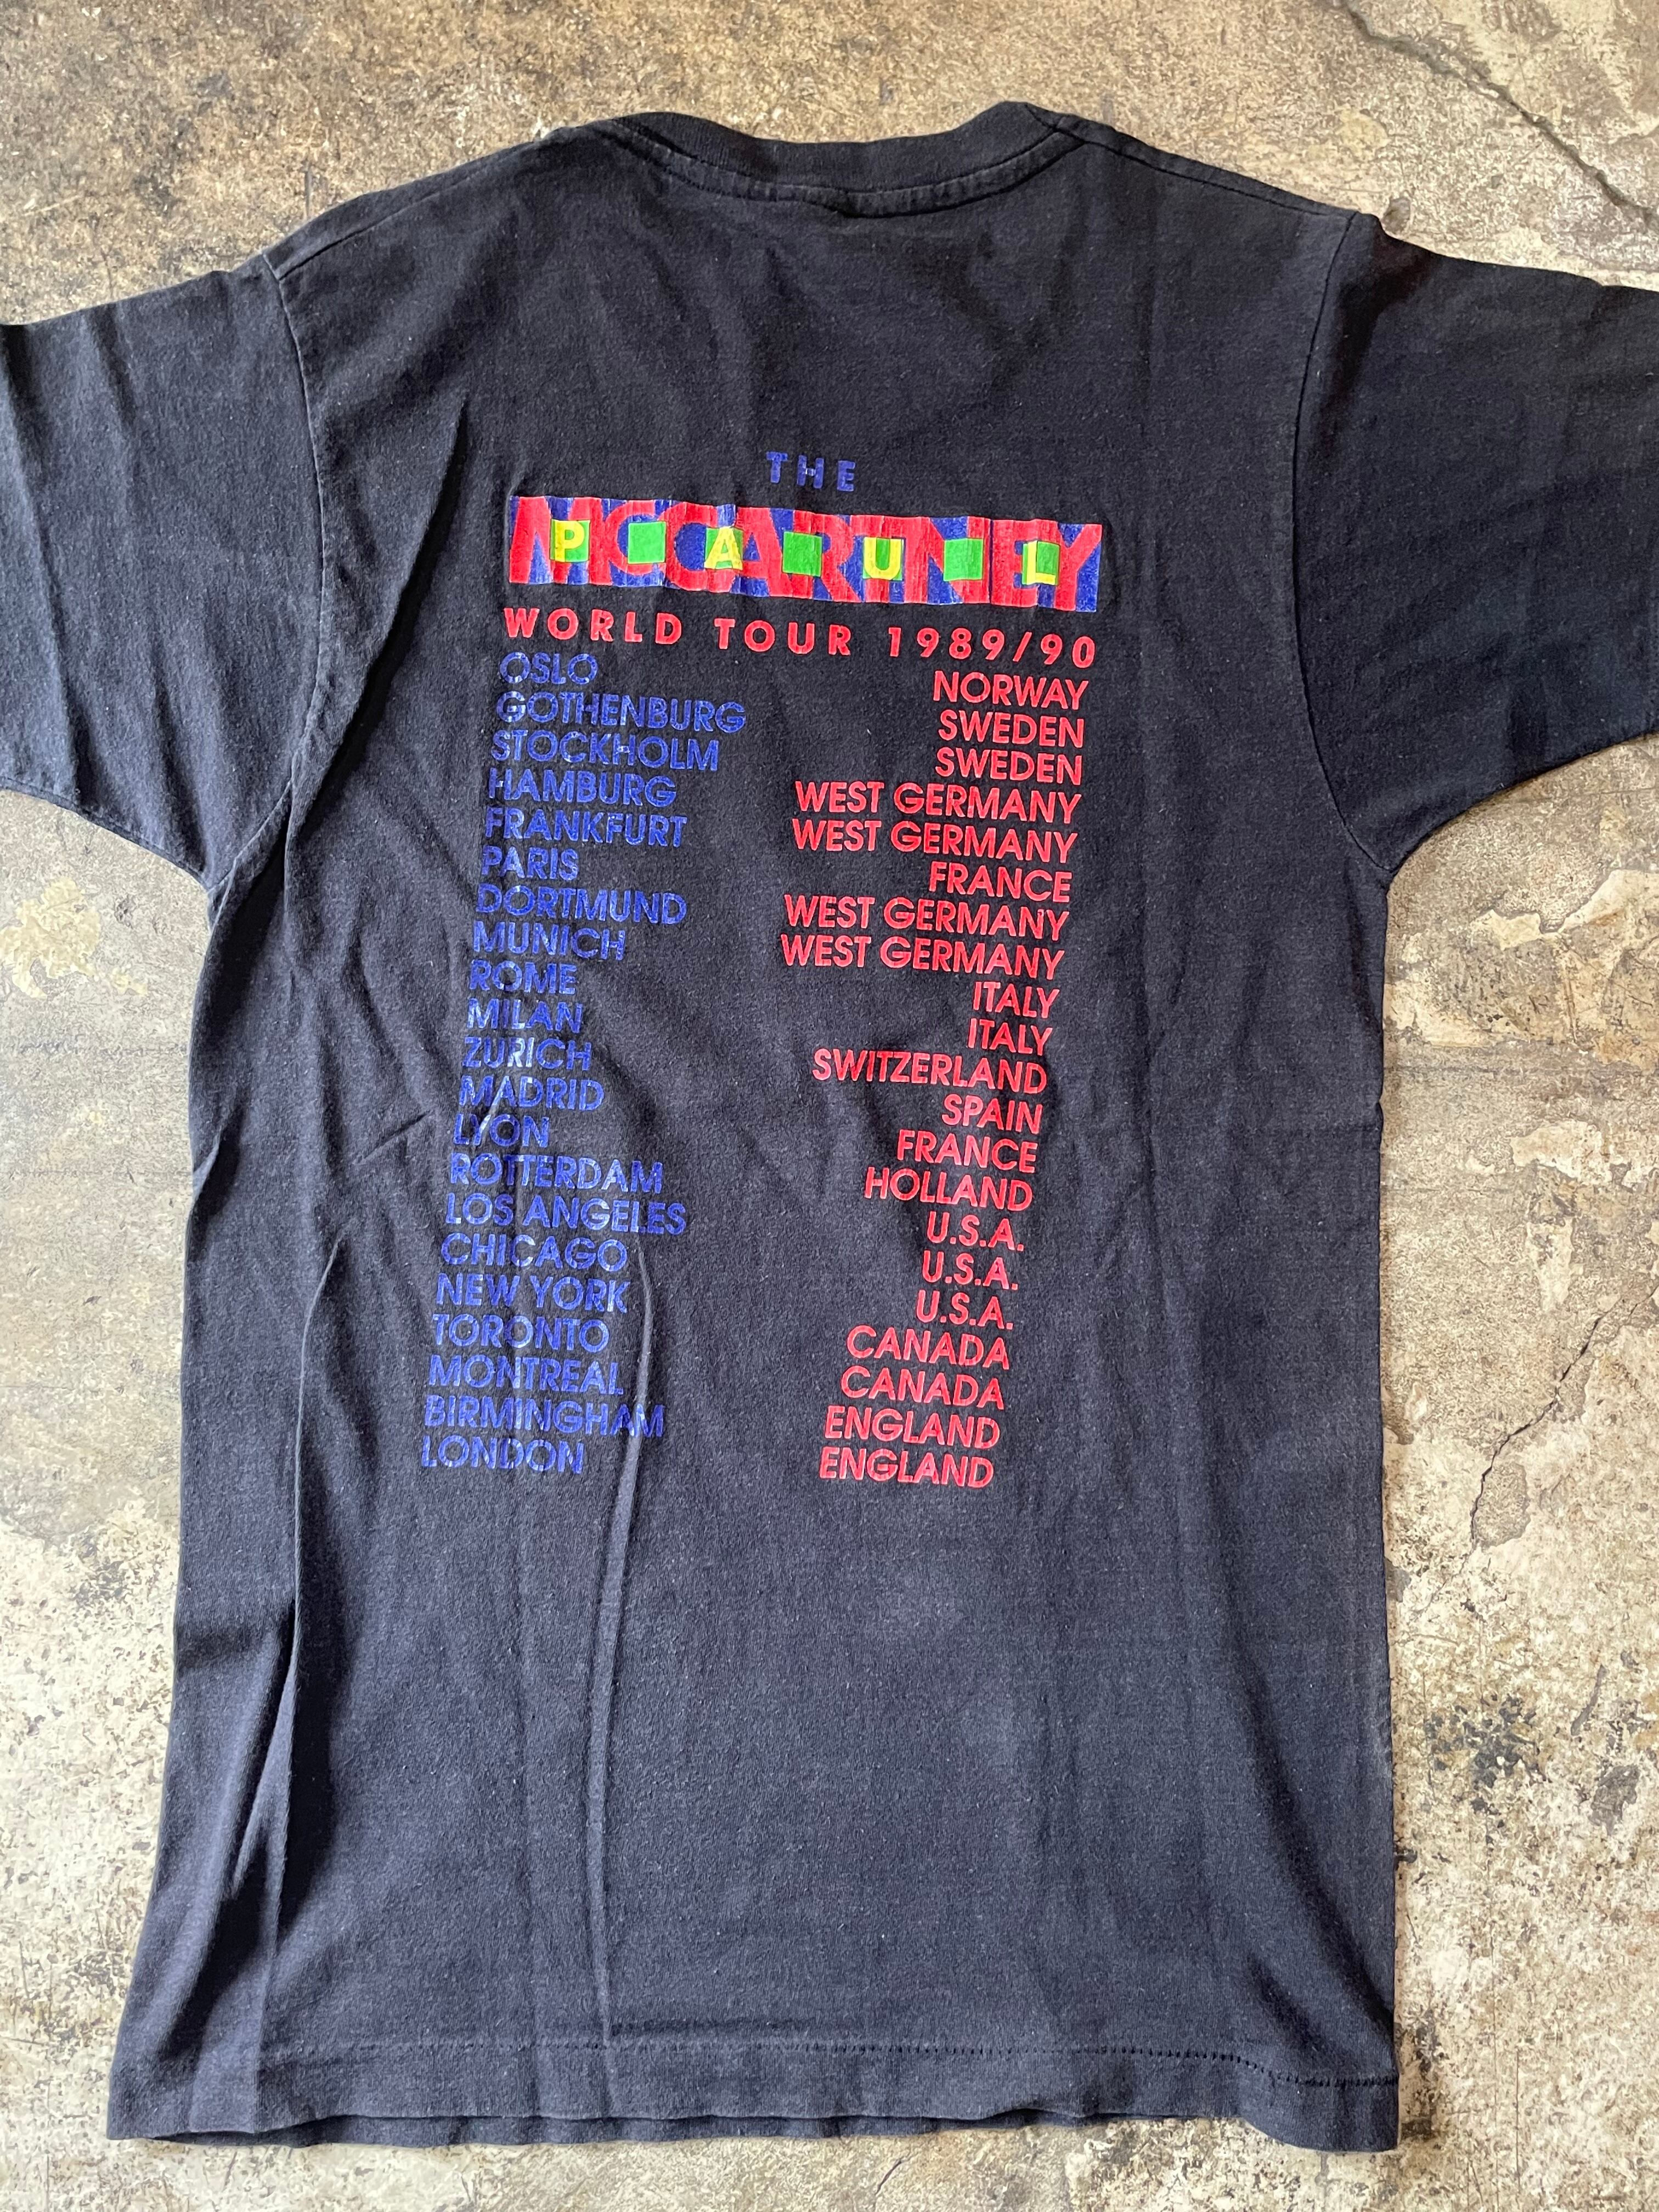 THE
MCCARTNEY
PAUL
WORLD TOUR 1989/90
OSLO NORWAY
GOTHENBURG SWEDEN
STOCKHOLM SWEDEN
HAMBURG WEST GERMANY
FRANKFURT WEST GERMANY
PARIS FRANCE
DORTMUND WEST GERMANY
MUNICH WEST GERMANY
ROME ITALY
MILAN ITALY
ZURICH SWITZERLAND
MADRID SPAIN
LYON FRANCE
ROTTERDAM HOLLAND
LOS ANGELES U.S.A.
CHICAGO U.S.A.
NEW YORK U.S.A.
TORONTO CANADA
MONTREAL CANADA
BIRMINGHAM ENGLAND
LONDON ENGLAND